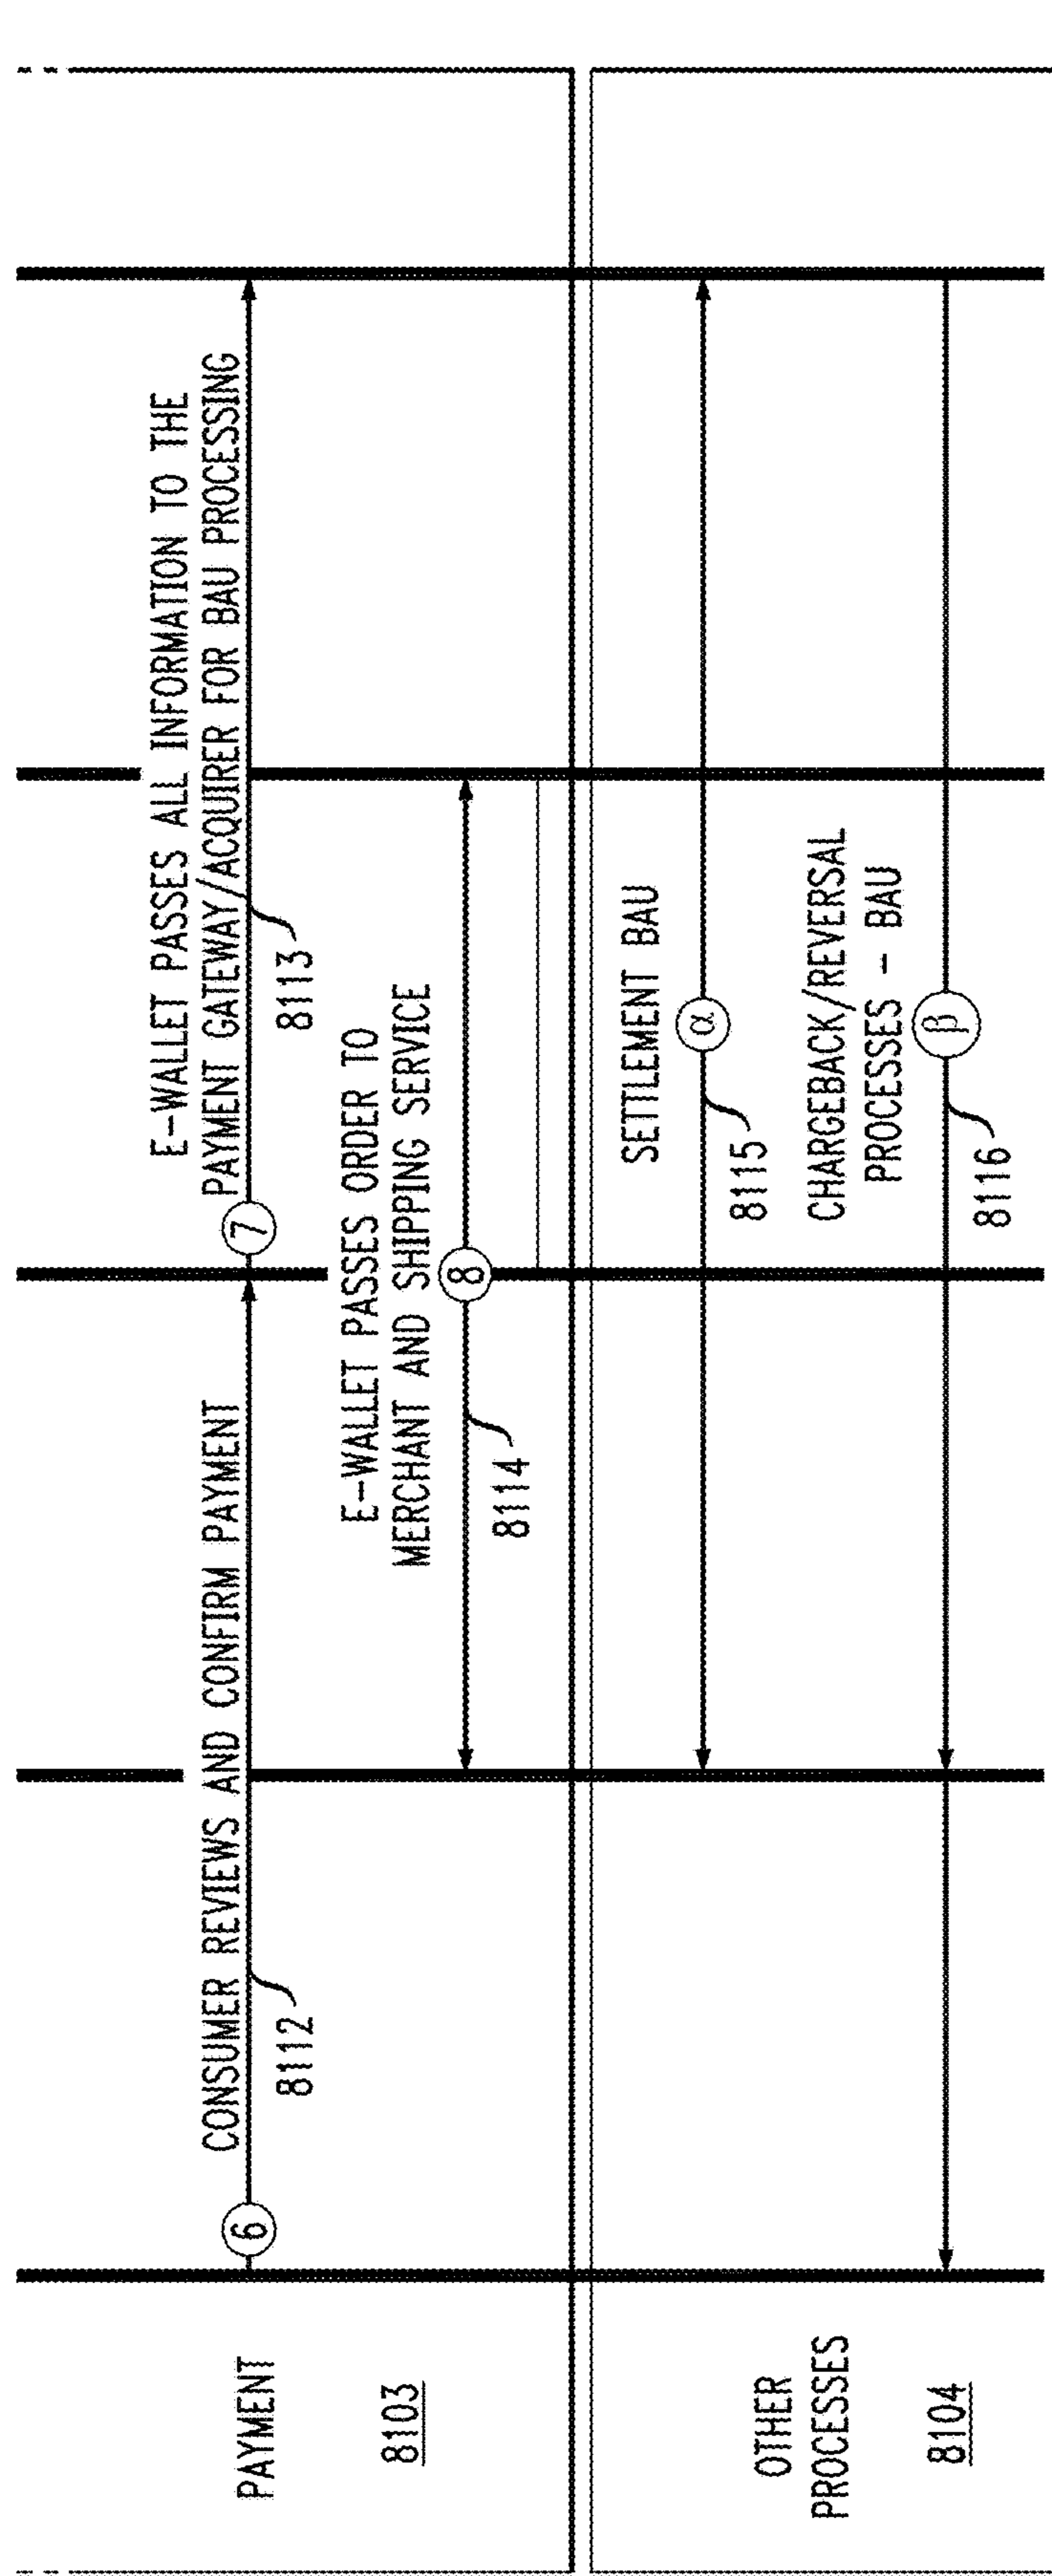 PAYMENT
8103
6
CONSUMER REVIEWS AND CONFIRM PAYMENT
8112
7
E-WALLET PASSES ALL INFORMATION TO THE
PAYMENT GATEWAY/ACQUIRER FOR BAU PROCESSING
8113
E-WALLET PASSES ORDER TO
MERCHANT AND SHIPPING SERVICE
8
8114
OTHER
PROCESSES
8104
SETTLEMENT BAU
α
8115
CHARGEBACK/REVERSAL
PROCESSES - BAU
β
8116